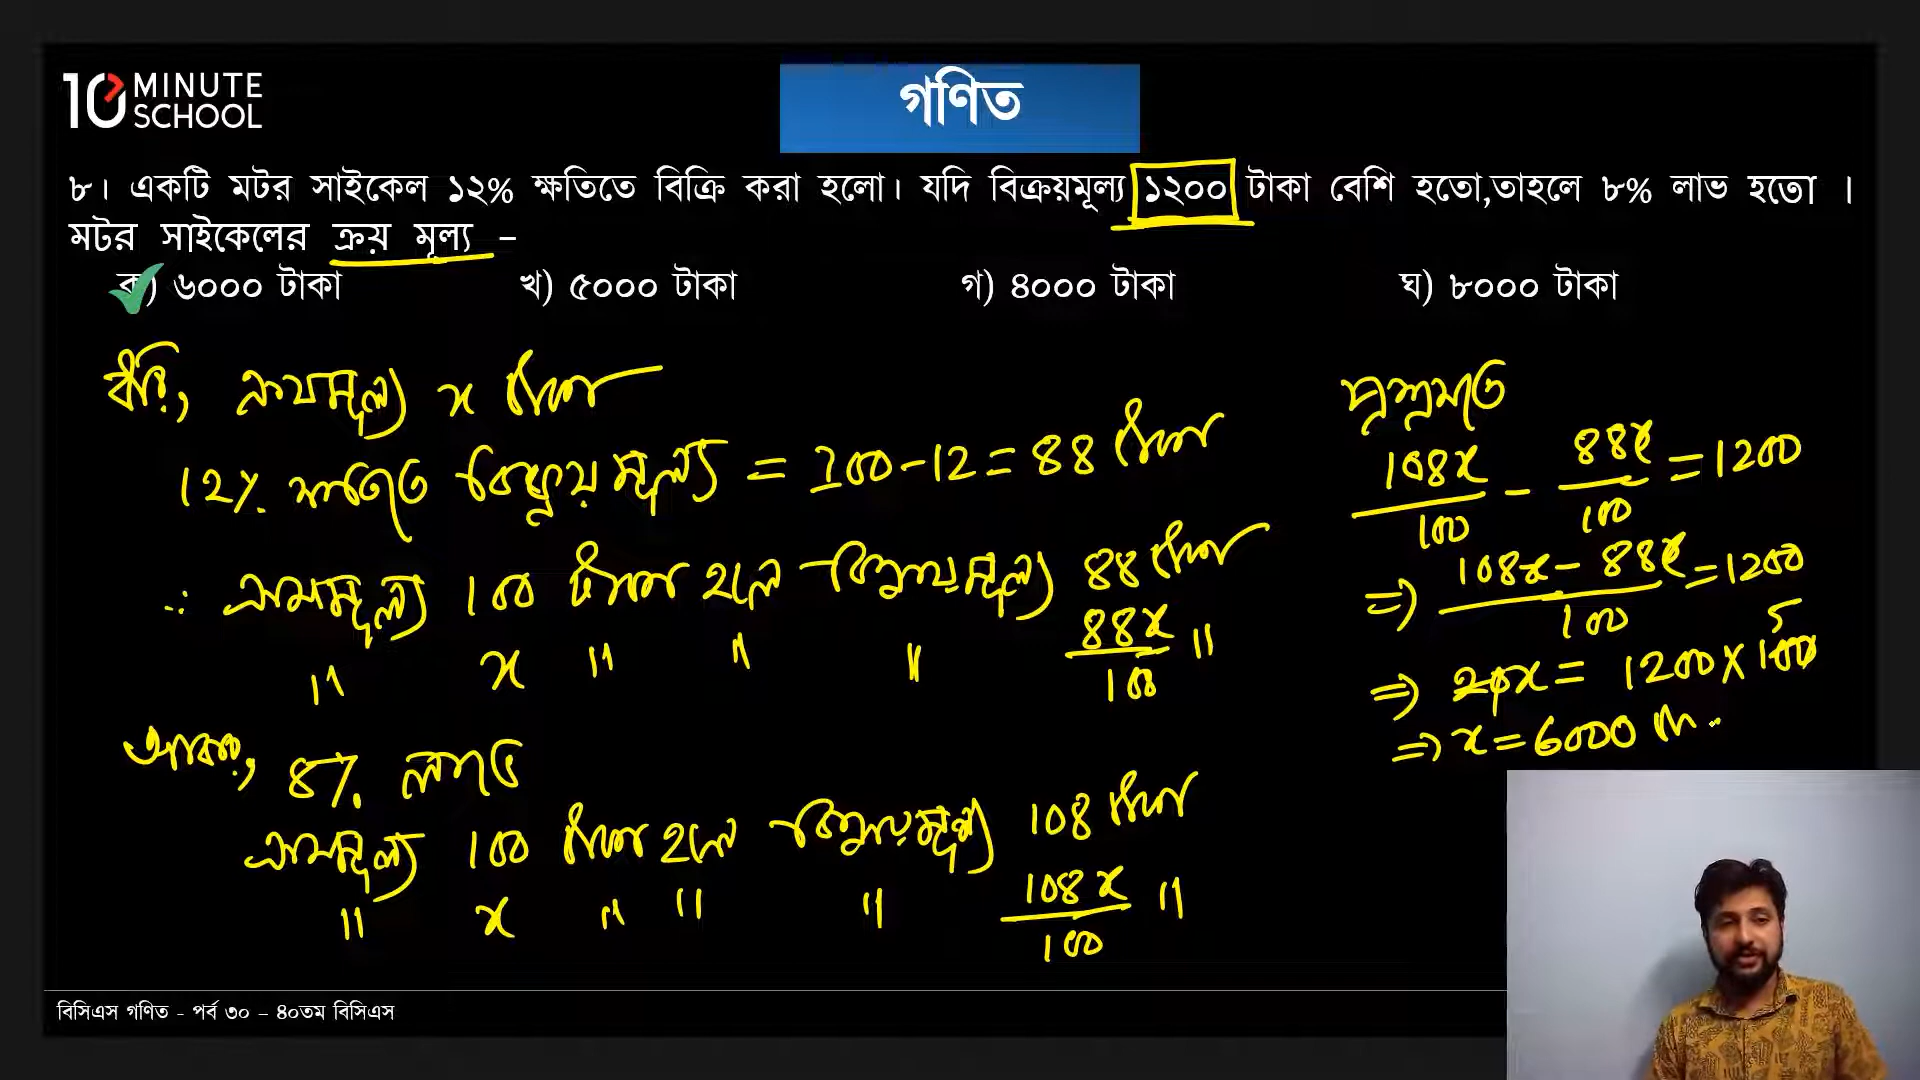 10 MINUTE SCHOOL
গণিত
৮। একটি মটর সাইকেল ১২% ক্ষতিতে বিক্রি করা হলো। যদি বিক্রয়মূল্য ১২০০ টাকা বেশি হতো,তাহলে ৮% লাভ হতো ।
মটর সাইকেলের ক্রয় মূল্য –
ক) ৬০০০ টাকা খ) ৫০০০ টাকা গ) ৪০০০ টাকা ঘ) ৮০০০ টাকা
ধরি, ক্রয়মূল্য x টাকা
12% ক্ষতিতে বিক্রয় মূল্য = 100-12 = 88 টাকা
∴ ক্রয়মূল্য 100 টাকা হলে বিক্রয়মূল্য 88 টাকা
" x " " " 88x/100 "
আবার, 8% লাভে
ক্রয়মূল্য 100 টাকা হলে বিক্রয়মূল্য 108 টাকা
" x " " " 108x/100 "
প্রশ্নমতে
108x/100 - 88x/100 = 1200
=> 108x - 88x/100 = 1200
=> 20x = 1200 x 100 5
=> x = 6000
বিসিএস গণিত - পর্ব ৩০ – ৪০তম বিসিএস